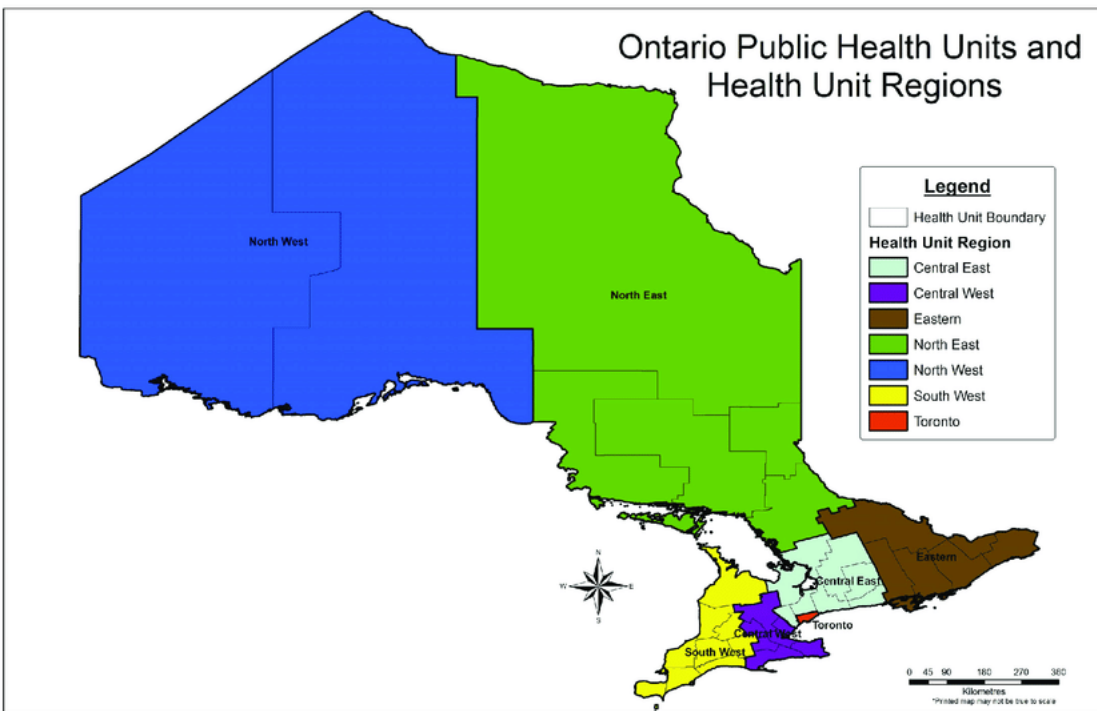 Ontario Public Health Units and
Health Unit Regions
Legend
Health Unit Boundary
Health Unit Region
Central East
Central West
Eastern
North East
North West
South West
Toronto
North West
North East
Eastern
Central East
Toronto
Central West
South West
N
W E
S
0 45 90 180 270 360
Kilometres
*Printed map may not be true to scale